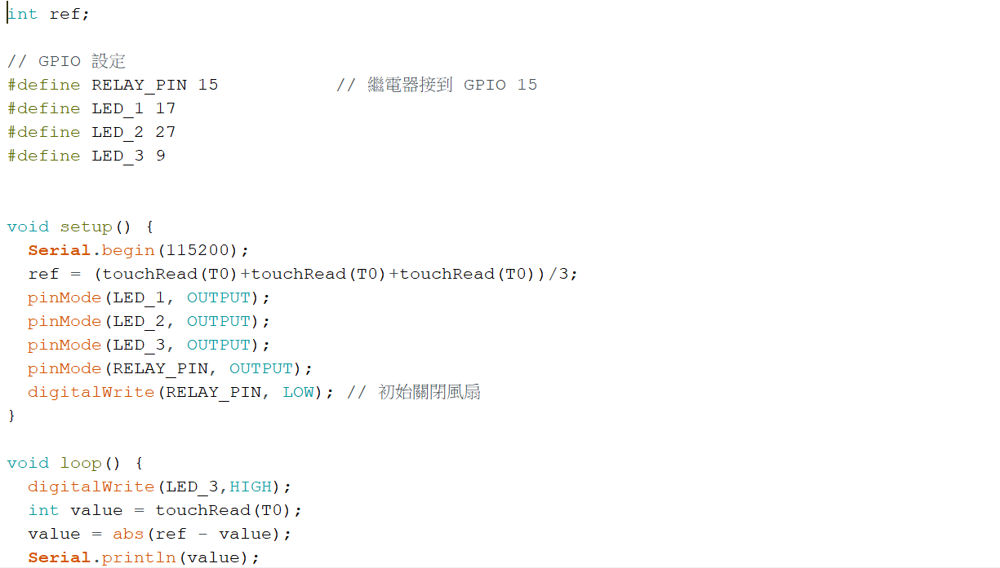 int ref;
// GPIO 設定
#define RELAY_PIN 15 // 繼電器接到 GPIO 15
#define LED_1 17
#define LED_2 27
#define LED_3 9
void setup() {
Serial.begin(115200);
ref = (touchRead(T0)+touchRead(T0)+touchRead(T0))/3;
pinMode(LED_1, OUTPUT);
pinMode(LED_2, OUTPUT);
pinMode(LED_3, OUTPUT);
pinMode(RELAY_PIN, OUTPUT);
digitalWrite(RELAY_PIN, LOW); // 初始關閉風扇
}
void loop() {
digitalWrite(LED_3,HIGH);
int value = touchRead(T0);
value = abs(ref - value);
Serial.println(value);